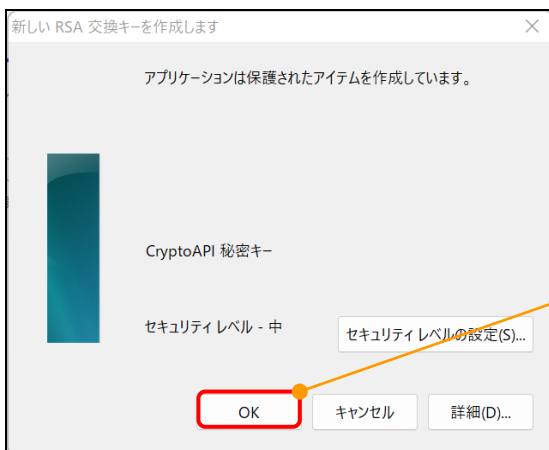 新しい RSA 交換キーを作成します
アプリケーションは保護されたアイテムを作成しています。
CryptoAPI 秘密キー
セキュリティ レベル - 中
セキュリティ レベルの設定(S)...
OK
キャンセル
詳細(D)...